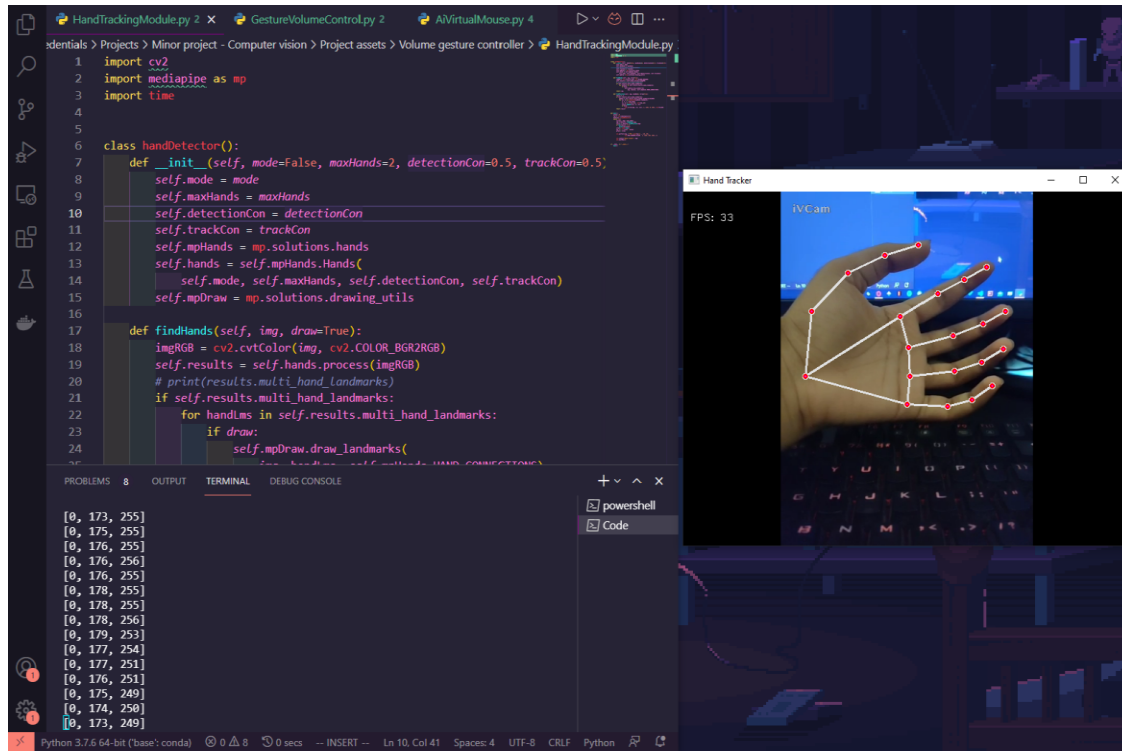 HandTrackingModule.py 2
GestureVolumeControl.py 2
AiVirtualMouse.py 4
edentials > Projects > Minor project - Computer vision > Project assets > Volume gesture controller > HandTrackingModule.py
1 import cv2
2 import mediapipe as mp
3 import time
4
5
6 class handDetector():
7 def __init__(self, mode=False, maxHands=2, detectionCon=0.5, trackCon=0.5)
8 self.mode = mode
9 self.maxHands = maxHands
10 self.detectionCon = detectionCon
11 self.trackCon = trackCon
12 self.mpHands = mp.solutions.hands
13 self.hands = self.mpHands.Hands(
14 self.mode, self.maxHands, self.detectionCon, self.trackCon)
15 self.mpDraw = mp.solutions.drawing_utils
16
17 def findHands(self, img, draw=True):
18 imgRGB = cv2.cvtColor(img, cv2.COLOR_BGR2RGB)
19 self.results = self.hands.process(imgRGB)
20 # print(results.multi_hand_landmarks)
21 if self.results.multi_hand_landmarks:
22 for handLms in self.results.multi_hand_landmarks:
23 if draw:
24 self.mpDraw.draw_landmarks(
PROBLEMS 8 OUTPUT TERMINAL DEBUG CONSOLE
powershell
Code
[0, 173, 255]
[0, 175, 255]
[0, 176, 255]
[0, 176, 256]
[0, 176, 255]
[0, 178, 255]
[0, 178, 255]
[0, 178, 256]
[0, 179, 253]
[0, 177, 254]
[0, 177, 251]
[0, 176, 251]
[0, 175, 249]
[0, 174, 250]
[0, 173, 249]
1
1
Python 3.7.6 64-bit ('base': conda) 0 8 0 secs -- INSERT -- Ln 10, Col 41 Spaces: 4 UTF-8 CRLF Python
Hand Tracker
FPS: 33
iVCam
Y U I O P
G H J K L
B N M